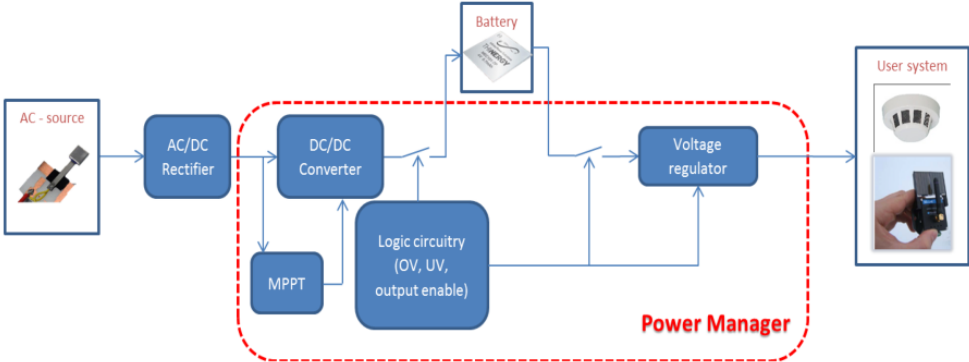 Battery
ENERGY
User system
AC - source
AC/DC
Rectifier
DC/DC
Converter
Voltage
regulator
Logic circuitry
(OV, UV,
output enable)
MPPT
Power Manager